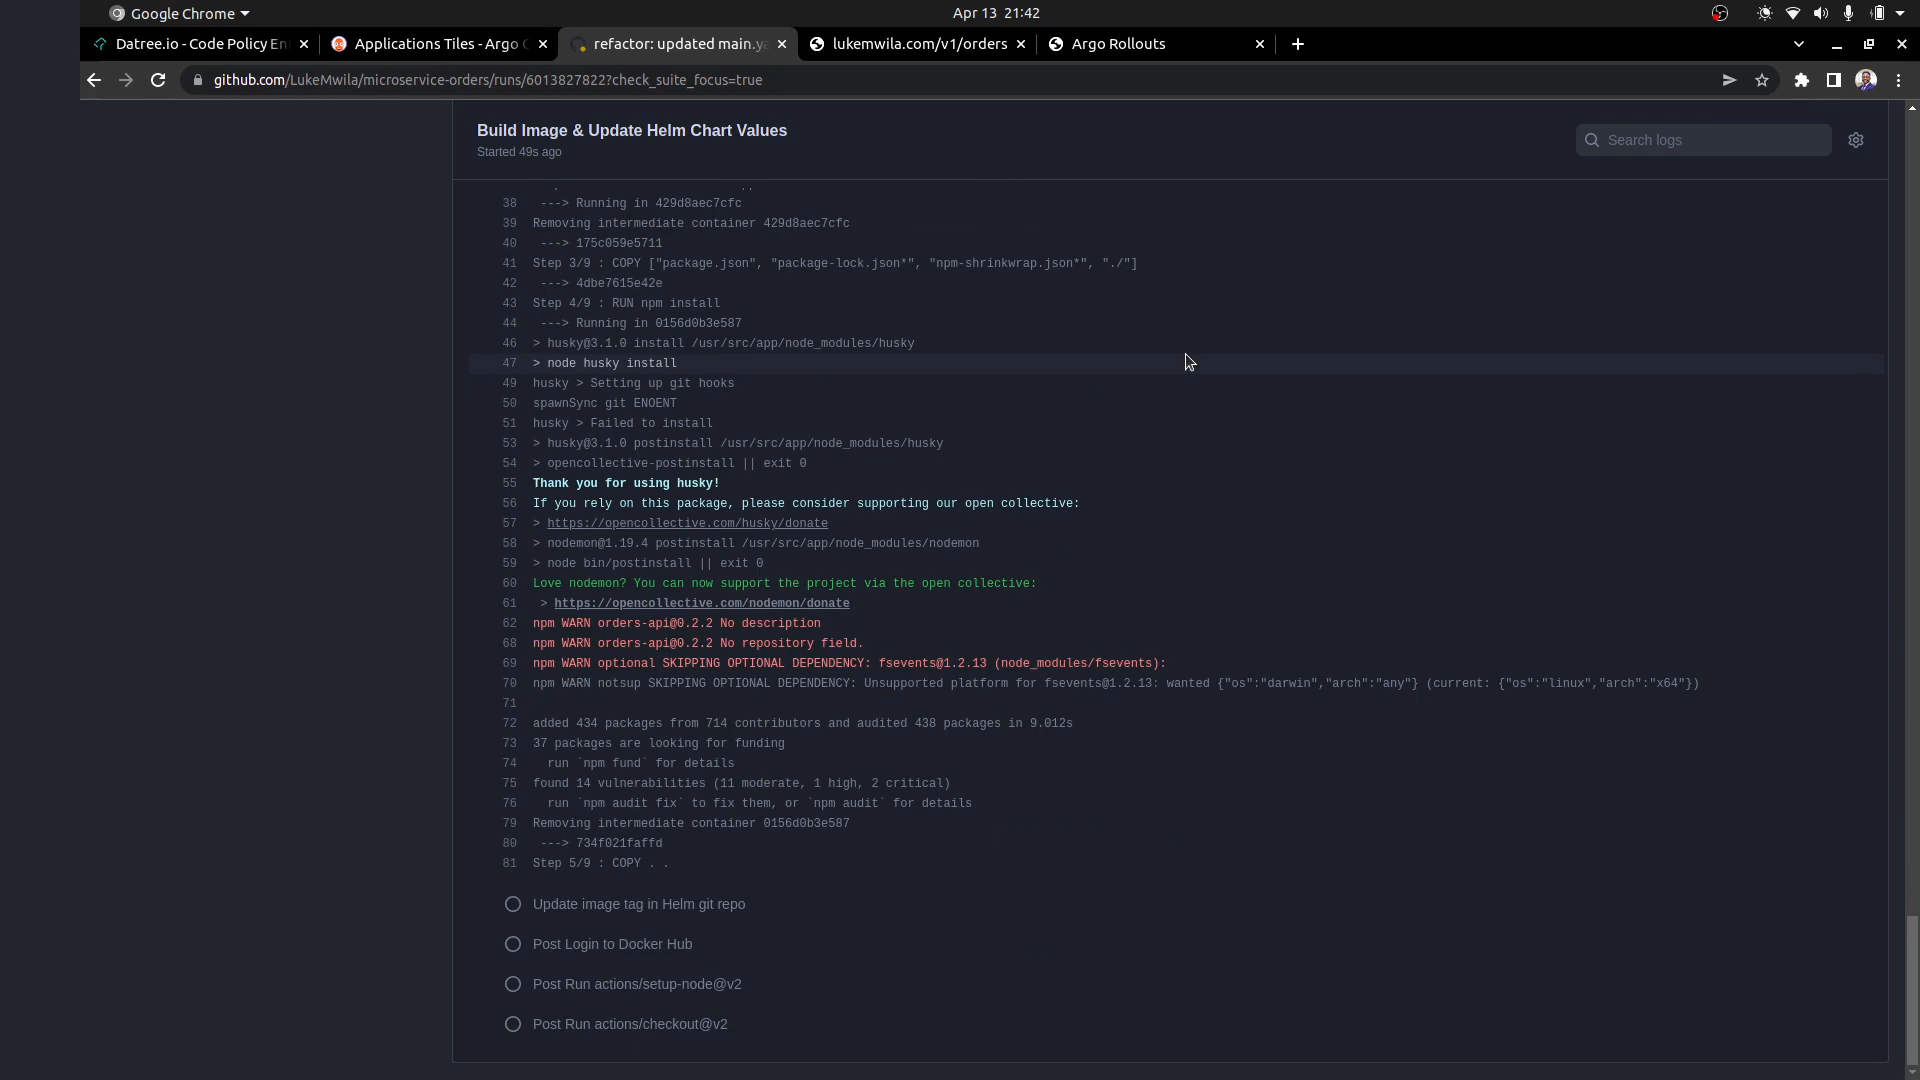 Google Chrome
Apr 13 21:42
Datree.io - Code Policy En
Applications Tiles - Argo C
refactor: updated main.ya
lukemwila.com/v1/orders
Argo Rollouts
github.com/LukeMwila/microservice-orders/runs/6013827822?check_suite_focus=true
Build Image & Update Helm Chart Values
Started 49s ago
Search logs
38 ---> Running in 429d8aec7cfc
39 Removing intermediate container 429d8aec7cfc
40 ---> 175c059e5711
41 Step 3/9 : COPY ["package.json", "package-lock.json*", "npm-shrinkwrap.json*", "./"]
42 ---> 4dbe7615e42e
43 Step 4/9 : RUN npm install
44 ---> Running in 0156d0b3e587
46 > husky@3.1.0 install /usr/src/app/node_modules/husky
47 > node husky install
49 husky > Setting up git hooks
50 spawnSync git ENOENT
51 husky > Failed to install
53 > husky@3.1.0 postinstall /usr/src/app/node_modules/husky
54 > opencollective-postinstall || exit 0
55 Thank you for using husky!
56 If you rely on this package, please consider supporting our open collective:
57 > https://opencollective.com/husky/donate
58 > nodemon@1.19.4 postinstall /usr/src/app/node_modules/nodemon
59 > node bin/postinstall || exit 0
60 Love nodemon? You can now support the project via the open collective:
61 > https://opencollective.com/nodemon/donate
62 npm WARN orders-api@0.2.2 No description
68 npm WARN orders-api@0.2.2 No repository field.
69 npm WARN optional SKIPPING OPTIONAL DEPENDENCY: fsevents@1.2.13 (node_modules/fsevents):
70 npm WARN notsup SKIPPING OPTIONAL DEPENDENCY: Unsupported platform for fsevents@1.2.13: wanted {"os":"darwin","arch":"any"} (current: {"os":"linux","arch":"x64"})
71
72 added 434 packages from 714 contributors and audited 438 packages in 9.012s
73 37 packages are looking for funding
74 run `npm fund` for details
75 found 14 vulnerabilities (11 moderate, 1 high, 2 critical)
76 run `npm audit fix` to fix them, or `npm audit` for details
79 Removing intermediate container 0156d0b3e587
80 ---> 734f021faffd
81 Step 5/9 : COPY . .
Update image tag in Helm git repo
Post Login to Docker Hub
Post Run actions/setup-node@v2
Post Run actions/checkout@v2